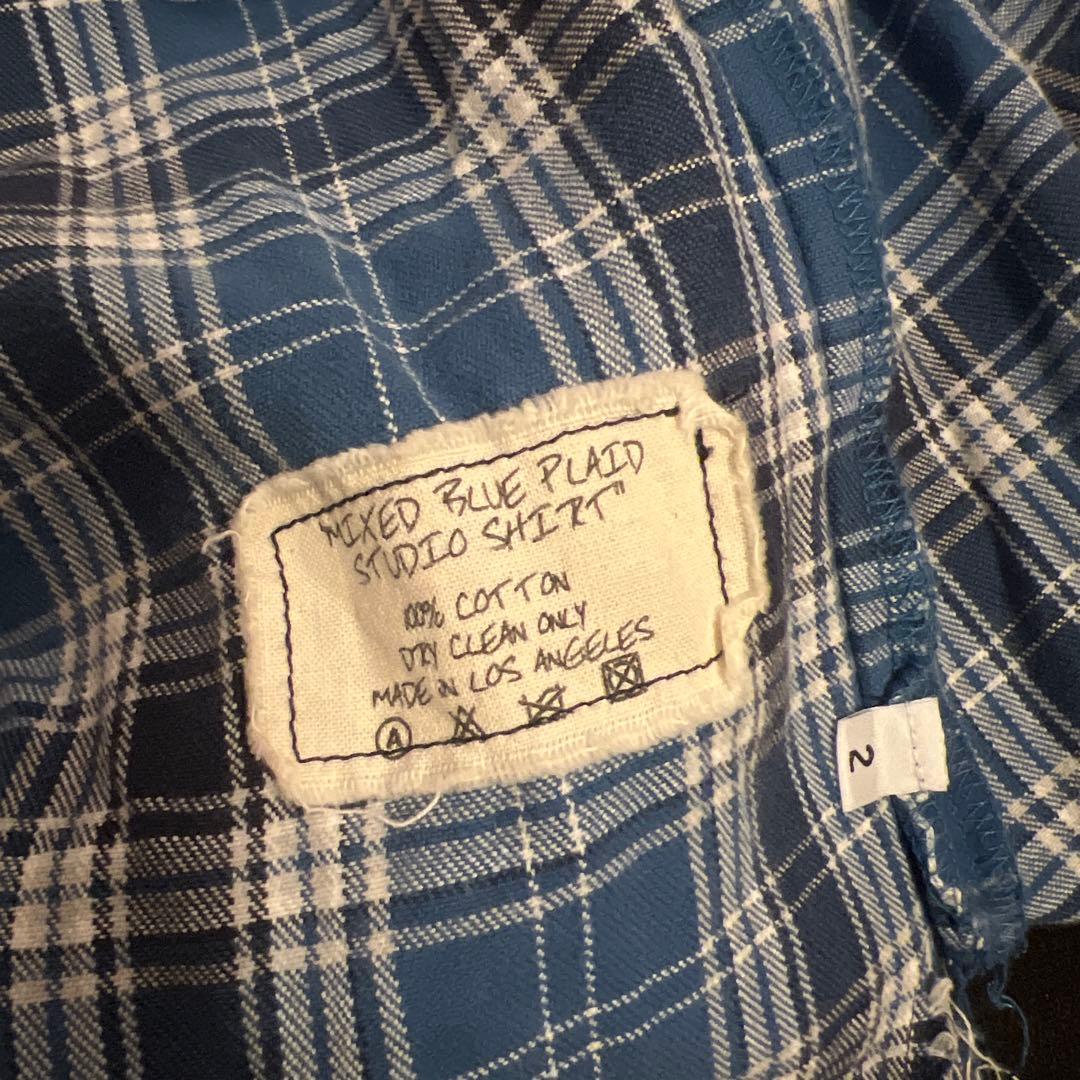 "MIXED BLUE PLAID
STUDIO SHIRT"
100% COTTON
DRY CLEAN ONLY
MADE IN LOS ANGELES
A
2